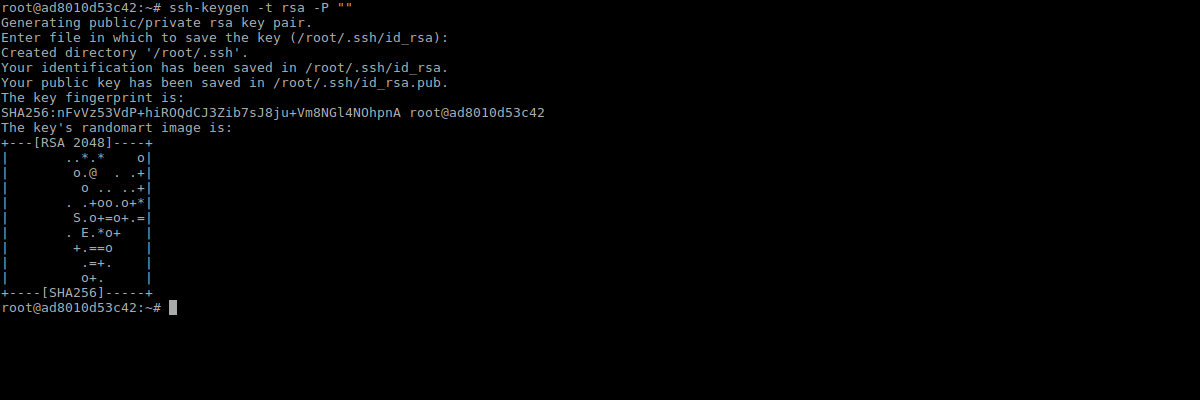 root@ad8010d53c42:~# ssh-keygen -t rsa -P ""
Generating public/private rsa key pair.
Enter file in which to save the key (/root/.ssh/id_rsa):
Created directory '/root/.ssh'.
Your identification has been saved in /root/.ssh/id_rsa.
Your public key has been saved in /root/.ssh/id_rsa.pub.
The key fingerprint is:
SHA256:nFvVz53VdP+hiROQdCJ3Zib7sJ8ju+Vm8NGl4NOhpnA root@ad8010d53c42
The key's randomart image is:
+---[RSA 2048]----+
|       ..*.*    o|
|        o.@  . .+|
|         o .. ..+|
|       . .+oo.o+*|
|        S.o+=o+.=|
|       . E.*o+   |
|        +.==o    |
|         .=+.    |
|         o+.     |
+----[SHA256]-----+
root@ad8010d53c42:~#